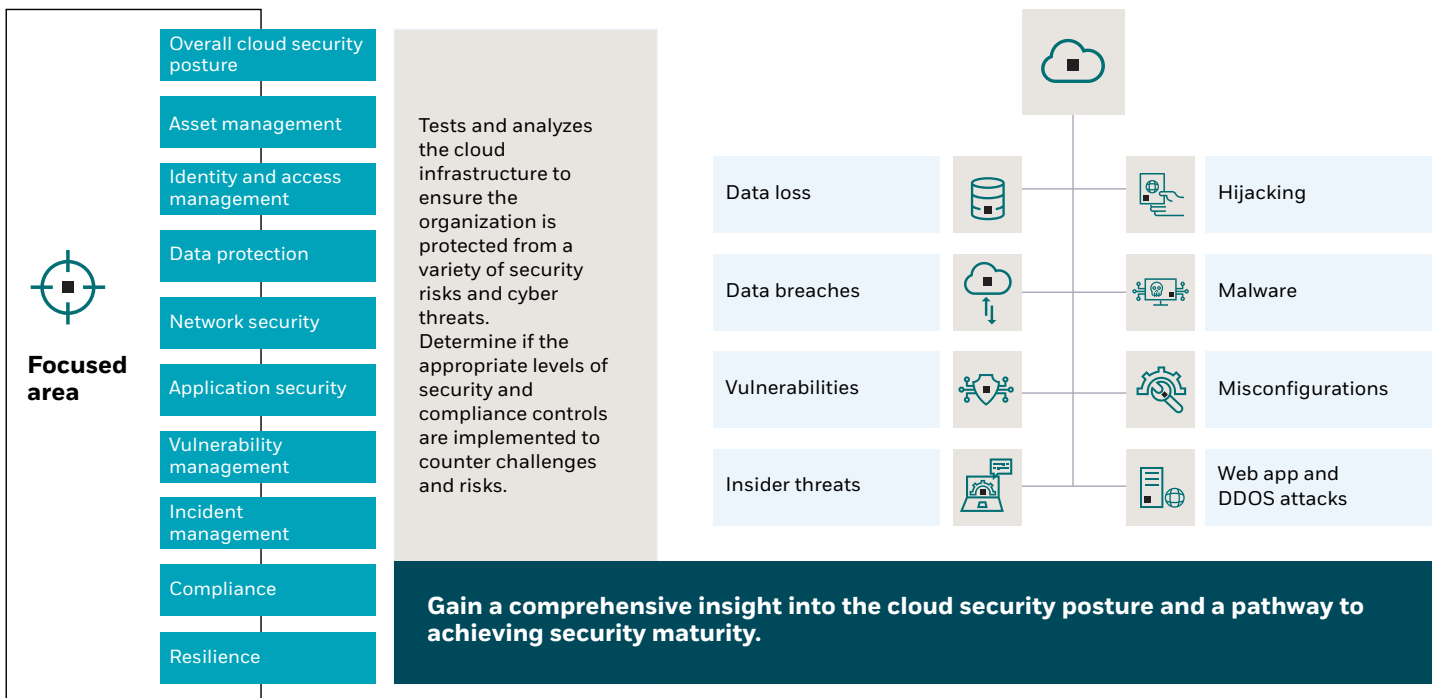 Focused
area
Overall cloud security
posture
Asset management
Identity and access
management
Data protection
Network security
Application security
Vulnerability
management
Incident
management
Compliance
Resilience
Tests and analyzes
the cloud
infrastructure to
ensure the
organization is
protected from a
variety of security
risks and cyber
threats.
Determine if the
appropriate levels of
security and
compliance controls
are implemented to
counter challenges
and risks.
Data loss
Hijacking
Data breaches
Malware
Vulnerabilities
Misconfigurations
Insider threats
Web app and
DDOS attacks
Gain a comprehensive insight into the cloud security posture and a pathway to
achieving security maturity.